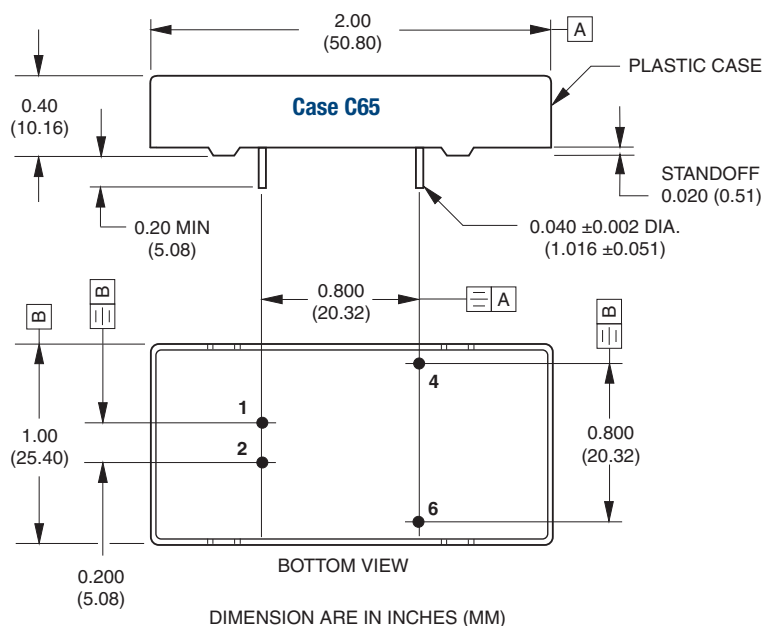 2.00
(50.80)
A
PLASTIC CASE
0.40
(10.16)
Case C65
STANDOFF
0.020 (0.51)
0.20 MIN
(5.08)
0.040 ±0.002 DIA.
(1.016 ±0.051)
0.800
(20.32)
A
B
B
B
1
4
1.00
(25.40)
2
0.800
(20.32)
6
0.200
(5.08)
BOTTOM VIEW
DIMENSION ARE IN INCHES (MM)